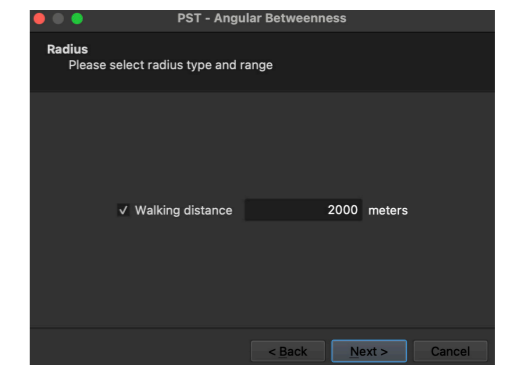 PST - Angular Betweenness
Radius
Please select radius type and range
Walking distance 2000 meters
< Back Next > Cancel